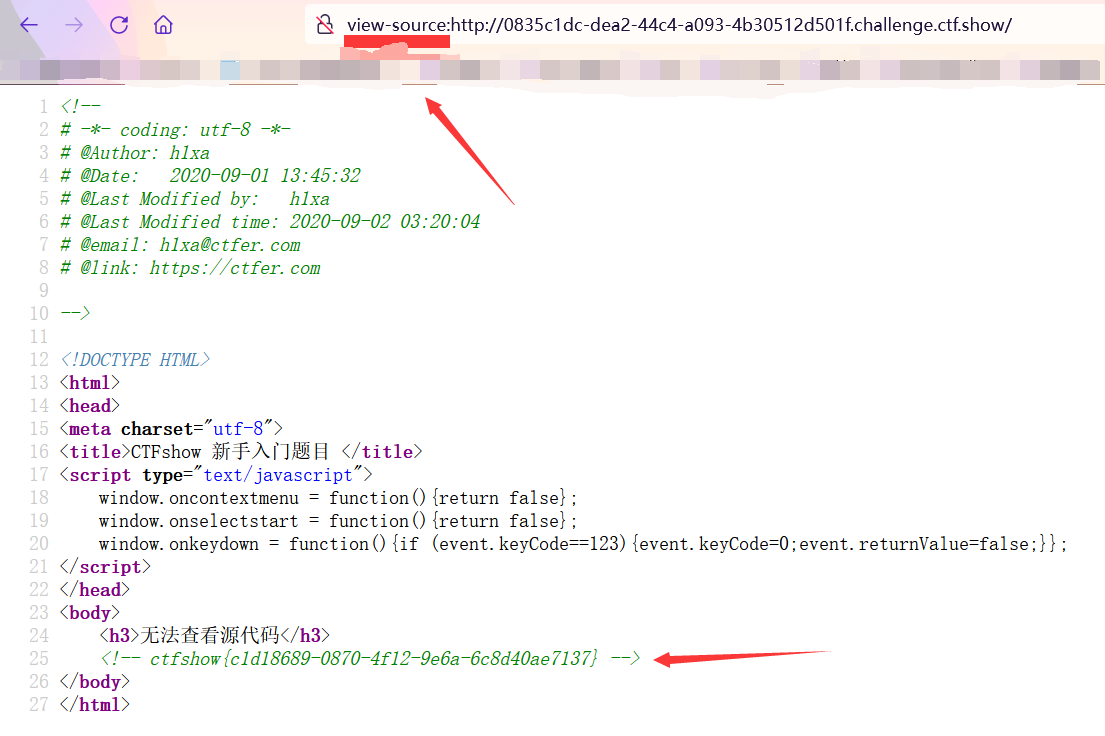 view-source:http://0835c1dc-dea2-44c4-a093-4b30512d501f.challenge.ctf.show/
1 <!--
2 # -*- coding: utf-8 -*-
3 # @Author: h1xa
4 # @Date:   2020-09-01 13:45:32
5 # @Last Modified by:   h1xa
6 # @Last Modified time: 2020-09-02 03:20:04
7 # @email: h1xa@ctfer.com
8 # @link: https://ctfer.com
9
10 -->
11
12 <!DOCTYPE HTML>
13 <html>
14 <head>
15 <meta charset="utf-8">
16 <title>CTFshow 新手入门题目 </title>
17 <script type="text/javascript">
18     window.oncontextmenu = function(){return false};
19     window.onselectstart = function(){return false};
20     window.onkeydown = function(){if (event.keyCode==123){event.keyCode=0;event.returnValue=false;}};
21 </script>
22 </head>
23 <body>
24     <h3>无法查看源代码</h3>
25     <!-- ctfshow{c1d18689-0870-4f12-9e6a-6c8d40ae7137} -->
26 </body>
27 </html>